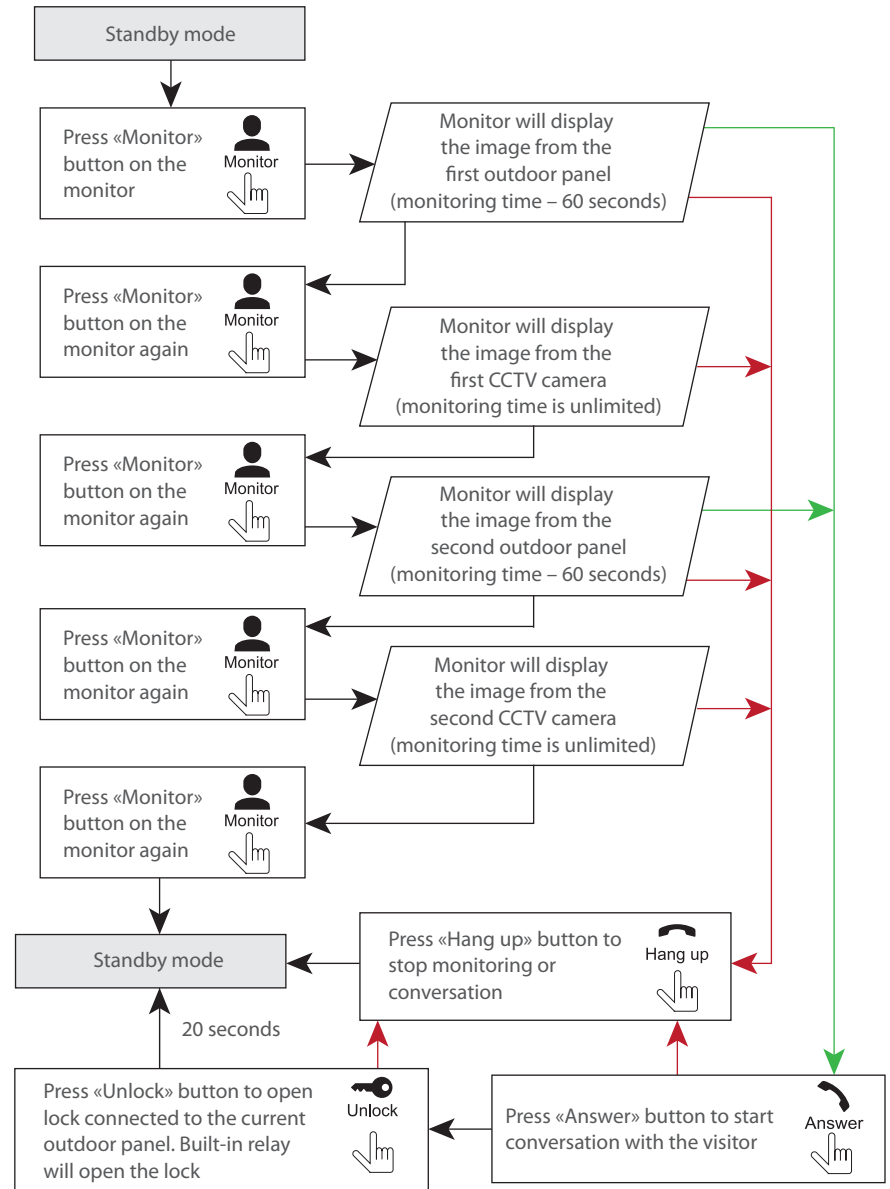 Standby mode
Press «Monitor»
button on the
monitor
Monitor
Monitor will display
the image from the
first outdoor panel
(monitoring time – 60 seconds)
Press «Monitor»
button on the
monitor again
Monitor
Monitor will display
the image from the
first CCTV camera
(monitoring time is unlimited)
Press «Monitor»
button on the
monitor again
Monitor
Monitor will display
the image from the
second outdoor panel
(monitoring time – 60 seconds)
Press «Monitor»
button on the
monitor again
Monitor
Monitor will display
the image from the
second CCTV camera
(monitoring time is unlimited)
Press «Monitor»
button on the
monitor again
Monitor
Standby mode
Press «Hang up» button to
stop monitoring or
conversation
Hang up
20 seconds
Press «Unlock» button to open
lock connected to the current
outdoor panel. Built-in relay
will open the lock
Unlock
Press «Answer» button to start
conversation with the visitor
Answer